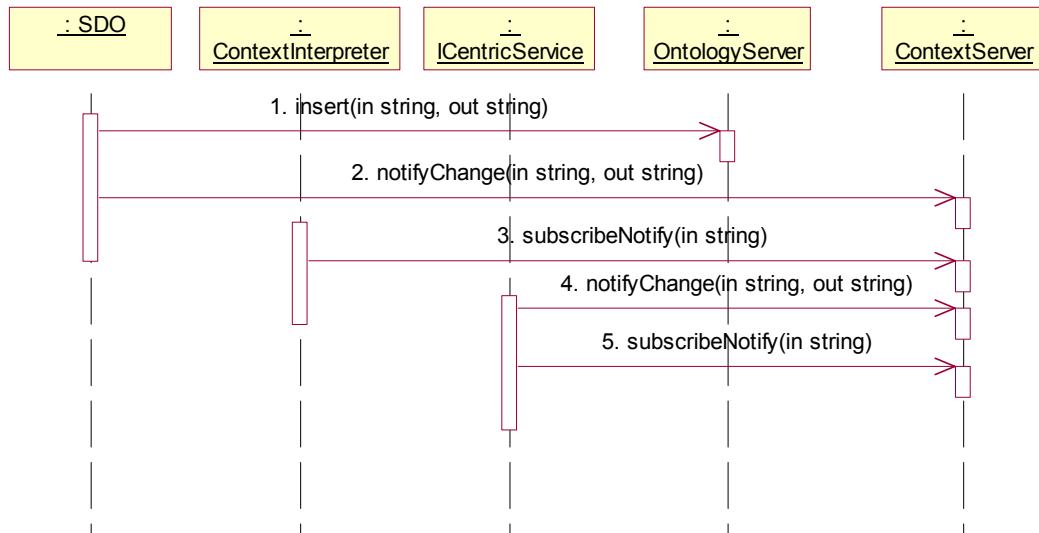 : SDO
:
ContextInterpreter
:
ICentricService
:
OntologyServer
:
ContextServer
1. insert(in string, out string)
2. notifyChange(in string, out string)
3. subscribeNotify(in string)
4. notifyChange(in string, out string)
5. subscribeNotify(in string)